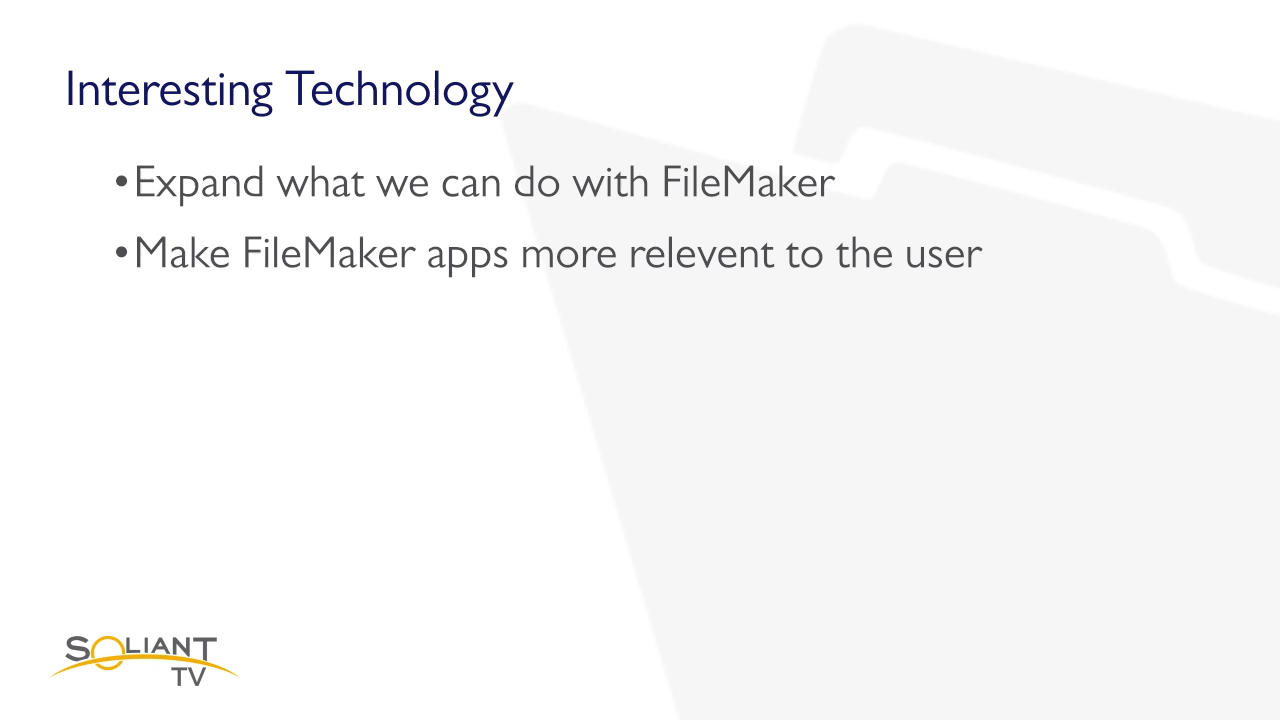 Interesting Technology
•Expand what we can do with FileMaker
•Make FileMaker apps more relevent to the user
SOLIANT
TV